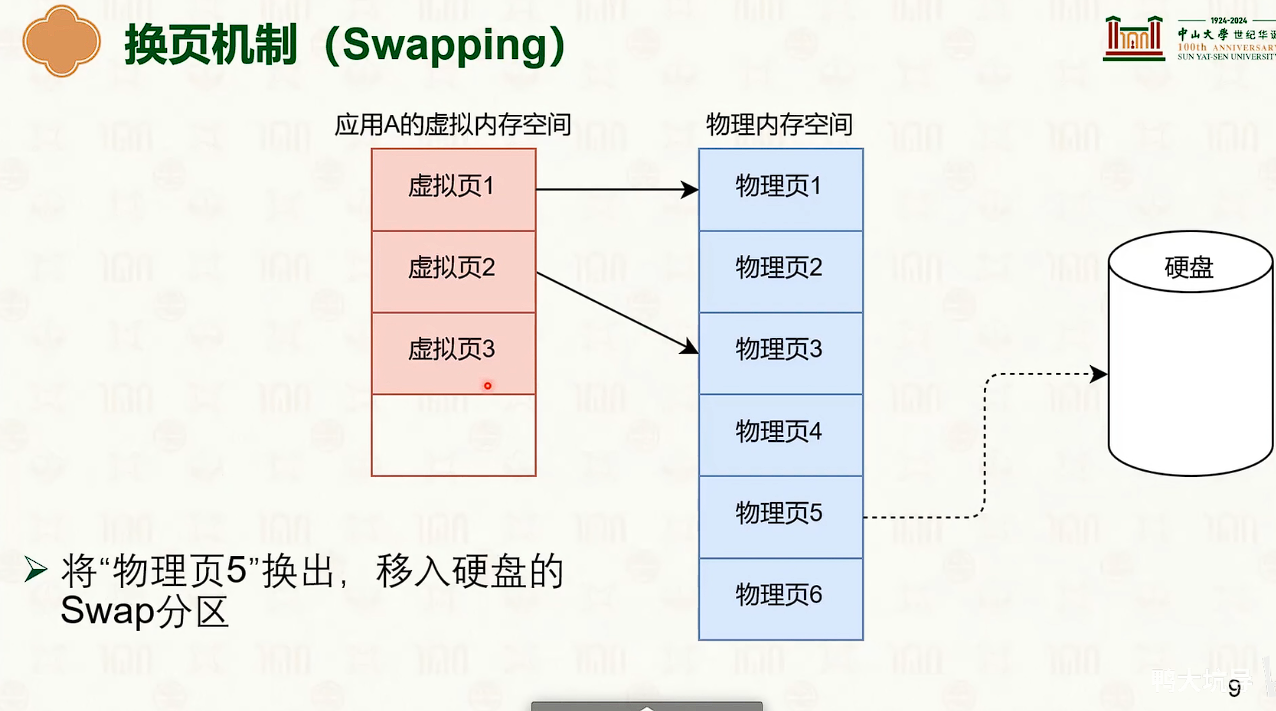 换页机制（Swapping）
1924-2024
中山大学世纪华诞
100th ANNIVERSARY
SUN YAT-SEN UNIVERSITY
应用A的虚拟内存空间
物理内存空间
虚拟页1
物理页1
虚拟页2
物理页2
硬盘
虚拟页3
物理页3
物理页4
物理页5
物理页6
将“物理页5”换出，移入硬盘的
Swap分区
9